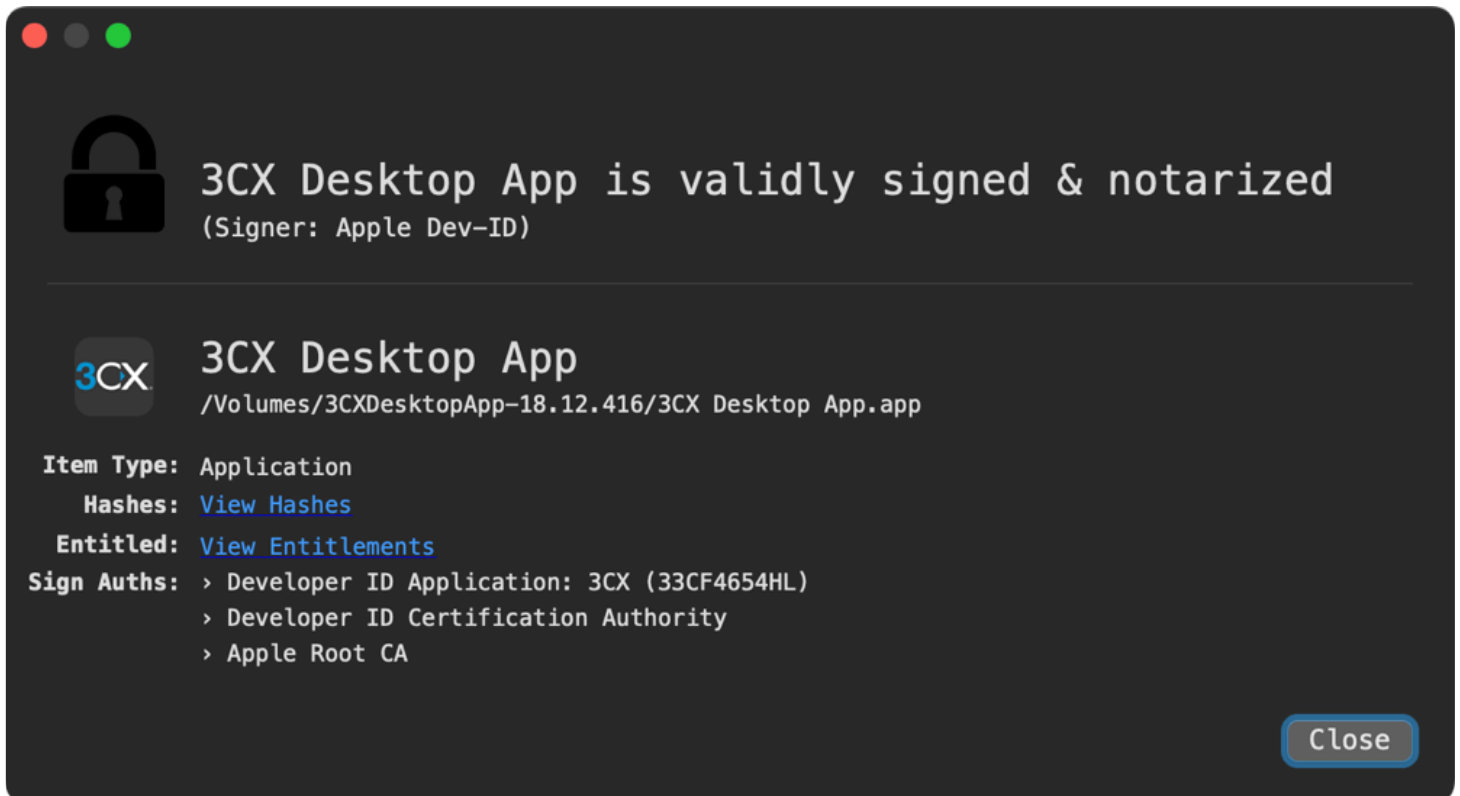 3CX Desktop App is validly signed & notarized
(Signer: Apple Dev-ID)
3CX
3CX Desktop App
/Volumes/3CXDesktopApp-18.12.416/3CX Desktop App.app
Item Type: Application
Hashes: View Hashes
Entitled: View Entitlements
Sign Auths: › Developer ID Application: 3CX (33CF4654HL)
› Developer ID Certification Authority
› Apple Root CA
Close